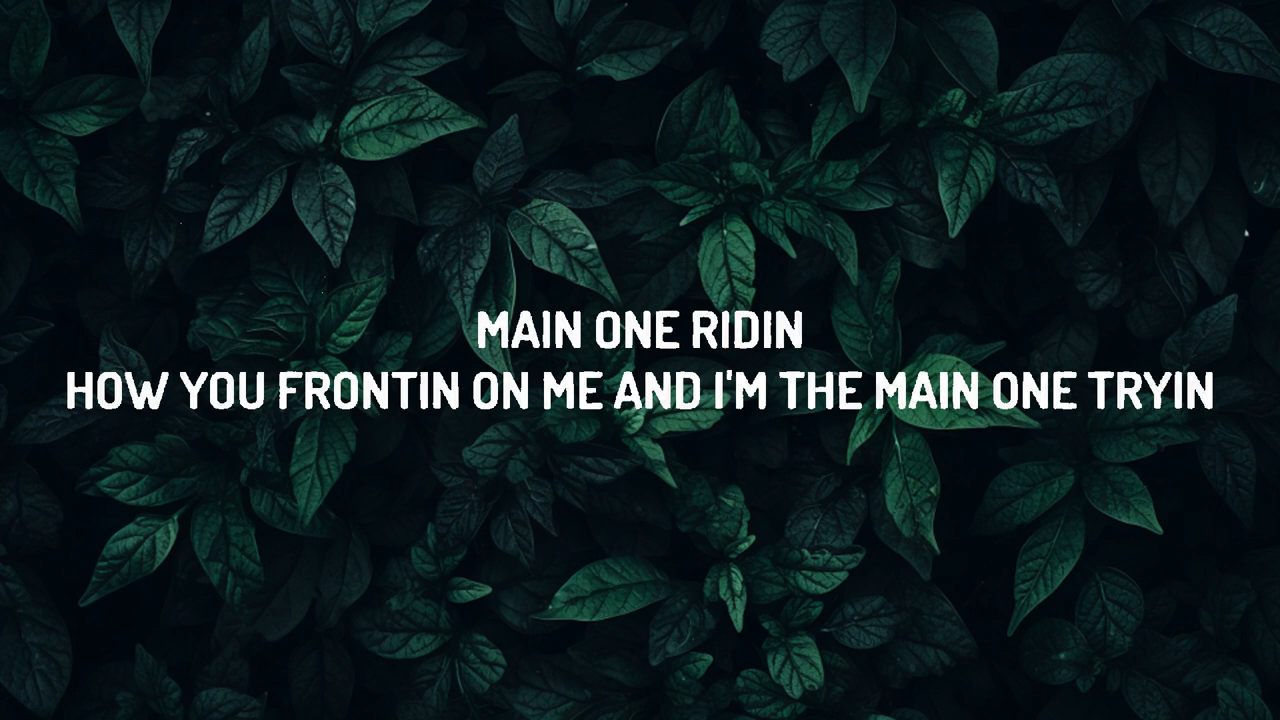 MAIN ONE RIDIN
HOW YOU FRONTIN ON ME AND I'M THE MAIN ONE TRYIN